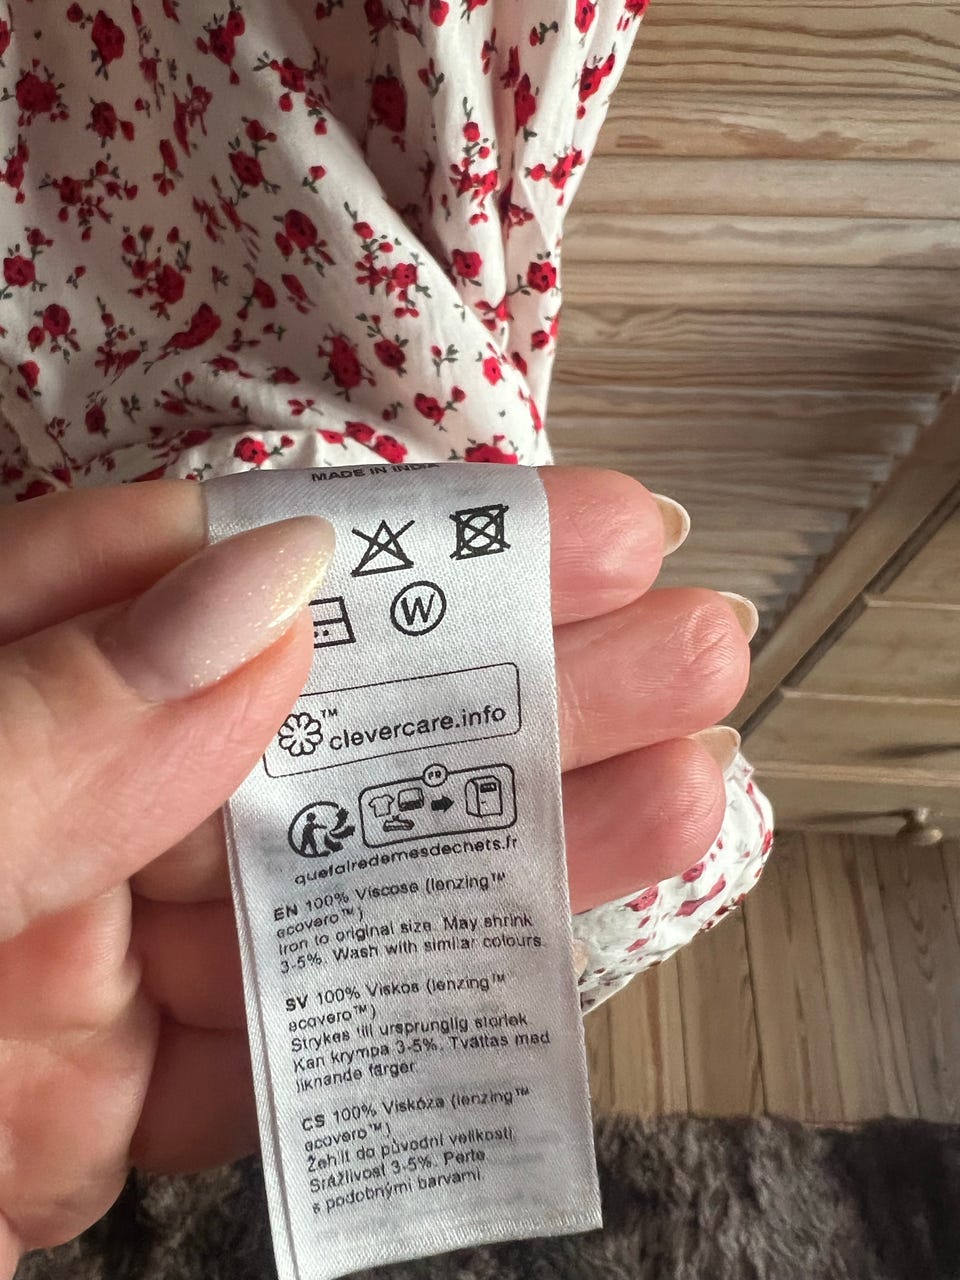 MADE IN INDIA
W
™ clevercare.info
FR
quefairedemesdechets.fr
EN 100% Viscose (lenzing™
ecovero™)
Iron to original size. May shrink
3-5%. Wash with similar colours.
SV 100% Viskos (lenzing™
ecovero™)
Strykes till ursprunglig storlek
Kan krympa 3-5%. Tvättas med
liknande färger.
CS 100% Viskóza (lenzing™
ecovero™)
Žehlit do původní velikosti
Srážlivost 3-5%. Perte
s podobnými barvami